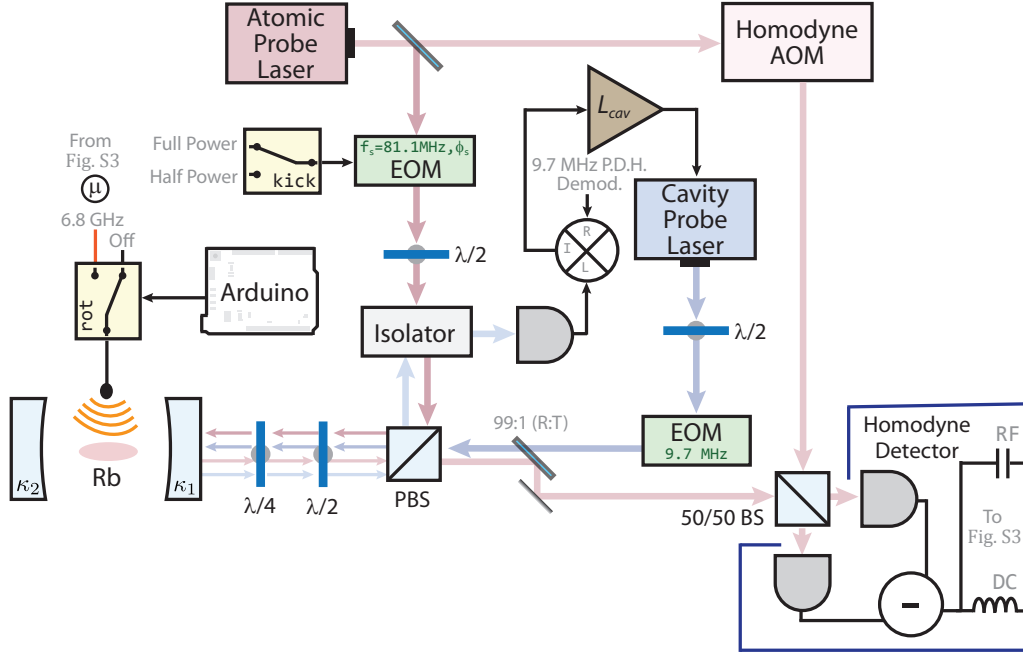 Atomic
Probe
Laser
Homodyne
AOM
L_cav
Full Power
Half Power
kick
f_s=81.1MHz,ϕ_s
EOM
9.7 MHz P.D.H.
Demod.
R
I
L
Cavity
Probe
Laser
From
Fig. S3
μ
6.8 GHz
Off
rot
Arduino
λ/2
Isolator
λ/2
κ₂
Rb
κ₁
λ/4
λ/2
PBS
99:1 (R:T)
EOM
9.7 MHz
50/50 BS
Homodyne
Detector
RF
To
Fig. S3
DC
-